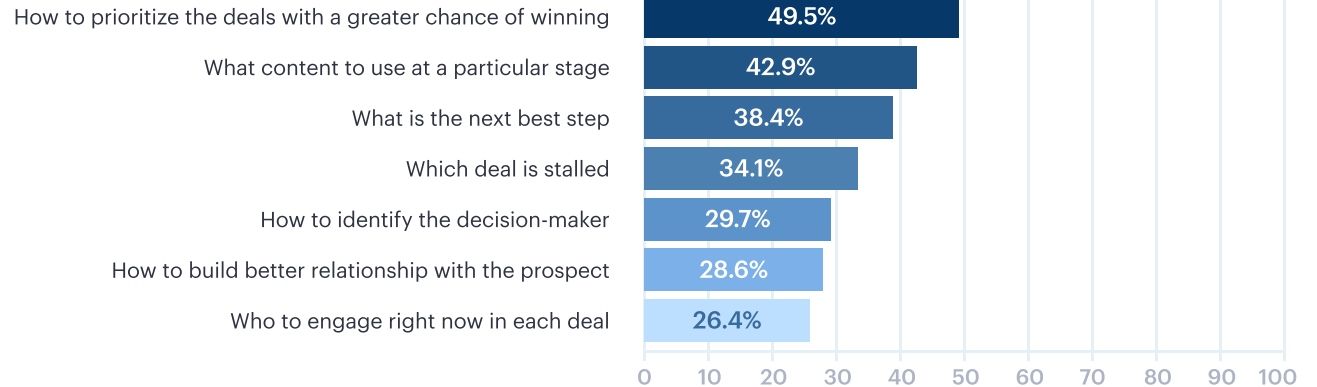 How to prioritize the deals with a greater chance of winning 49.5%
What content to use at a particular stage 42.9%
What is the next best step 38.4%
Which deal is stalled 34.1%
How to identify the decision-maker 29.7%
How to build better relationship with the prospect 28.6%
Who to engage right now in each deal 26.4%
0 10 20 30 40 50 60 70 80 90 100